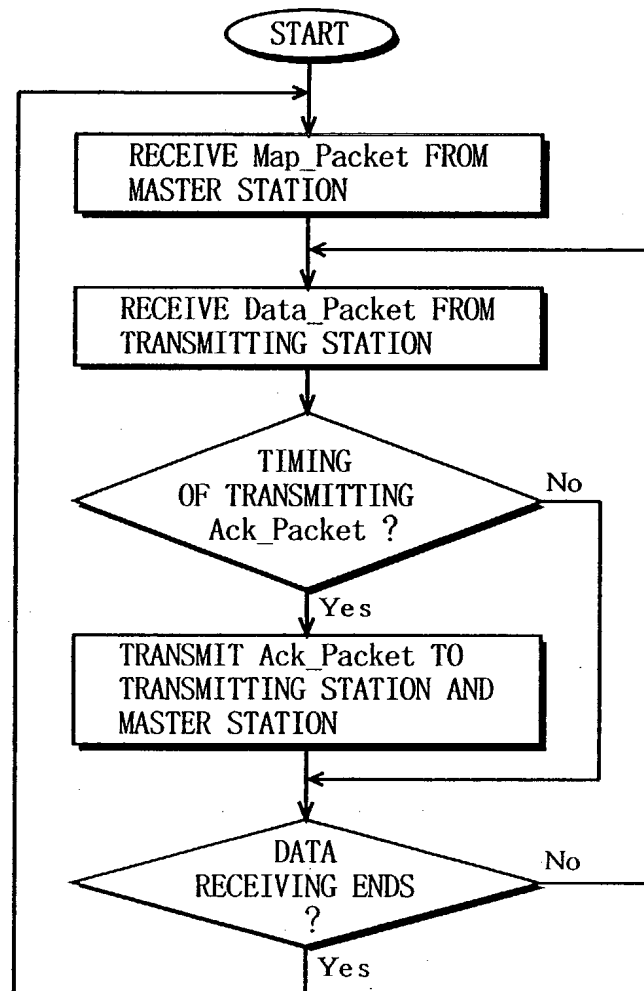 START
RECEIVE Map_Packet FROM
MASTER STATION
RECEIVE Data_Packet FROM
TRANSMITTING STATION
TIMING
OF TRANSMITTING
Ack_Packet ?
No
Yes
TRANSMIT Ack_Packet TO
TRANSMITTING STATION AND
MASTER STATION
DATA
RECEIVING ENDS
?
No
Yes